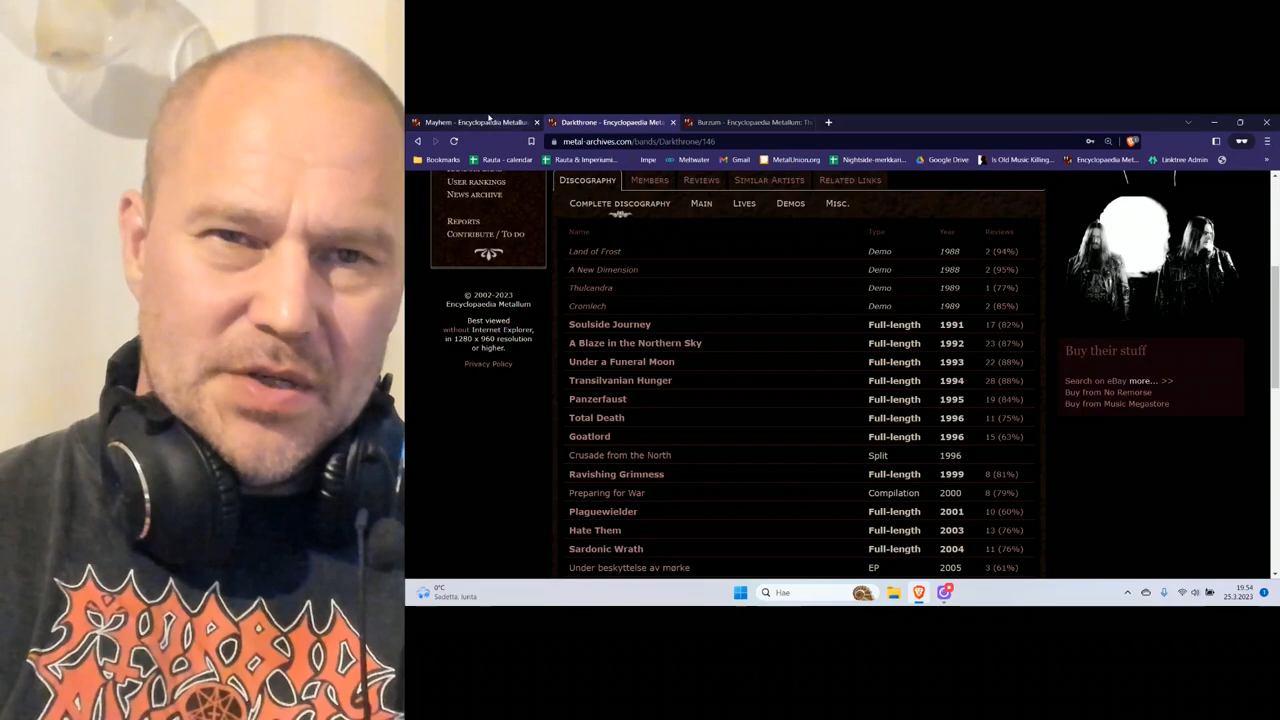 MORBID
Mayhem - Encyclopaedia Metallu
Darkthrone - Encyclopaedia Meta
Burzum - Encyclopaedia Metallum: Th
metal-archives.com/bands/Darkthrone/146
Bookmarks
Rauta - calendar
Rauta & Imperiumi...
Impe
Meltwater
Gmail
MetalUnion.org
Nightside-merkkari...
Google Drive
Is Old Music Killing...
Encyclopaedia Met...
Linktree Admin
User rankings
News archive
Reports
Contribute / To do
© 2002-2023
Encyclopaedia Metallum
Best viewed
without Internet Explorer,
in 1280 x 960 resolution
or higher.
Privacy Policy
Discography Members Reviews Similar Artists Related Links
Complete discography Main Lives Demos Misc.
Name Type Year Reviews
Land of Frost Demo 1988 2 (94%)
A New Dimension Demo 1988 2 (95%)
Thulcandra Demo 1989 1 (77%)
Cromlech Demo 1989 2 (85%)
Soulside Journey Full-length 1991 17 (82%)
A Blaze in the Northern Sky Full-length 1992 23 (87%)
Under a Funeral Moon Full-length 1993 22 (88%)
Transilvanian Hunger Full-length 1994 28 (88%)
Panzerfaust Full-length 1995 19 (84%)
Total Death Full-length 1996 11 (75%)
Goatlord Full-length 1996 15 (63%)
Crusade from the North Split 1996
Ravishing Grimness Full-length 1999 8 (81%)
Preparing for War Compilation 2000 8 (79%)
Plaguewielder Full-length 2001 10 (60%)
Hate Them Full-length 2003 13 (76%)
Sardonic Wrath Full-length 2004 11 (76%)
Under beskyttelse av mørke EP 2005 3 (61%)
Buy their stuff
Search on eBay more... >>
Buy from No Remorse
Buy from Music Megastore
0°C
Sadetta, lunta
Hae
19.54
25.3.2023